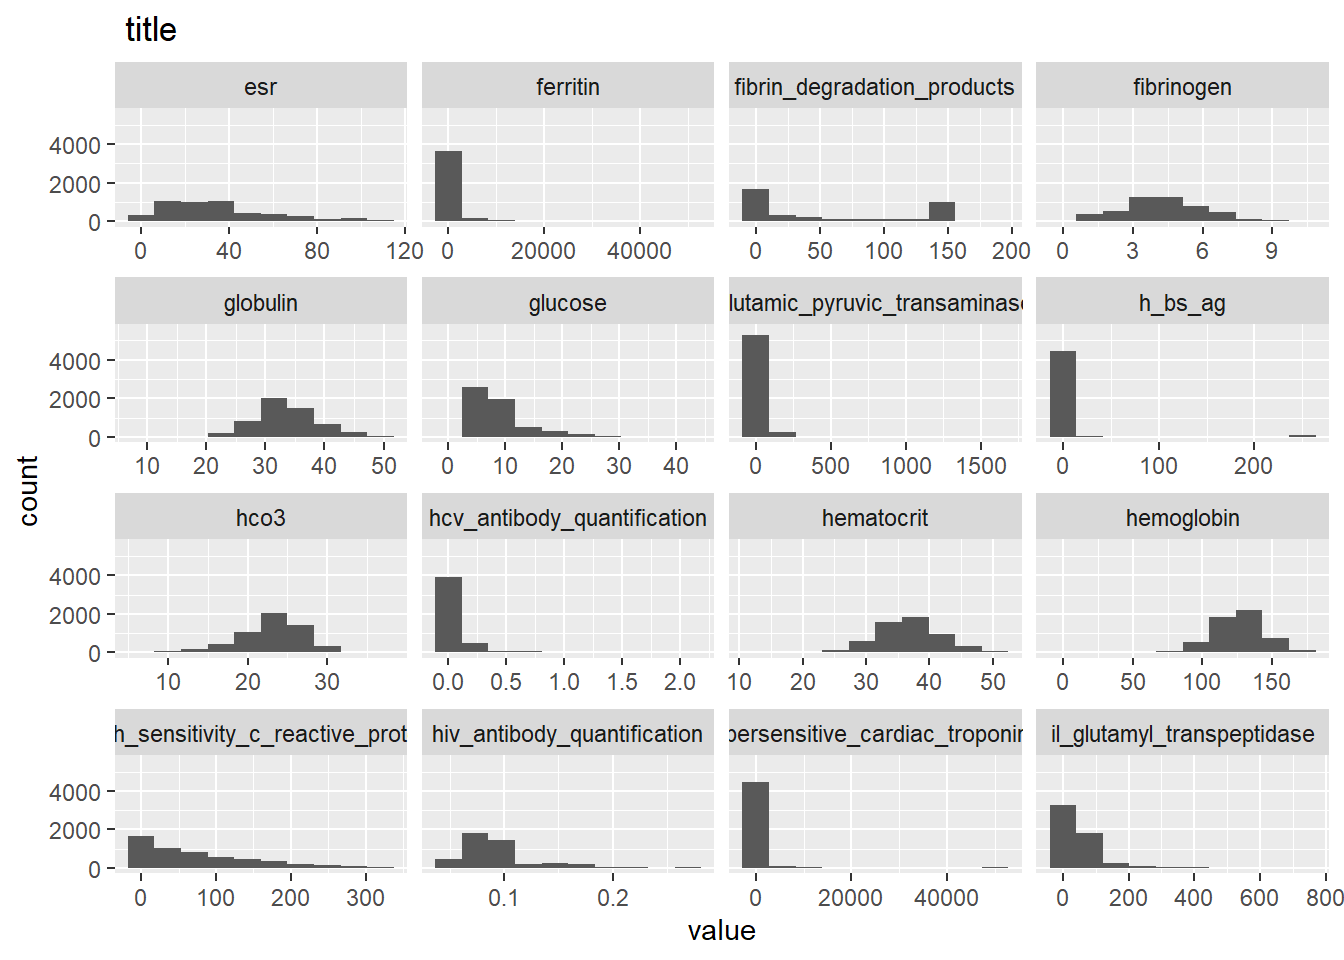 title
esr ferritin fibrin_degradation_products fibrinogen
4000
2000
0
0 40 80 120 0 20000 40000 0 50 100 150 200 0 3 6 9
globulin glucose lutamic_pyruvic_transaminase h_bs_ag
4000
2000
0
10 20 30 40 50 0 10 20 30 40 0 500 1000 1500 0 100 200
hco3 hcv_antibody_quantification hematocrit hemoglobin
4000
2000
0
10 20 30 0.0 0.5 1.0 1.5 2.0 10 20 30 40 50 0 50 100 150
h_sensitivity_c_reactive_prot hiv_antibody_quantification persensitive_cardiac_troponin il_glutamyl_transpeptidase
4000
2000
0
0 100 200 300 0.1 0.2 0 20000 40000 0 200 400 600 800
count
value